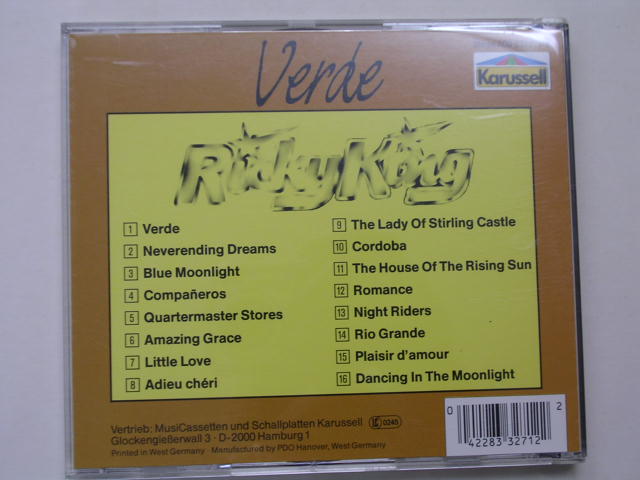 Verde
Karussell
Ricky King
1 Verde
2 Neverending Dreams
3 Blue Moonlight
4 Compañeros
5 Quartermaster Stores
6 Amazing Grace
7 Little Love
8 Adieu chéri
9 The Lady Of Stirling Castle
10 Cordoba
11 The House Of The Rising Sun
12 Romance
13 Night Riders
14 Rio Grande
15 Plaisir d'amour
16 Dancing In The Moonlight
Vertrieb: MusiCassetten und Schallplatten Karussell LC 0245
Glockengießerwall 3 · D-2000 Hamburg 1
Printed in West Germany · Manufactured by PDO Hanover, West Germany
0 42283 32712 2